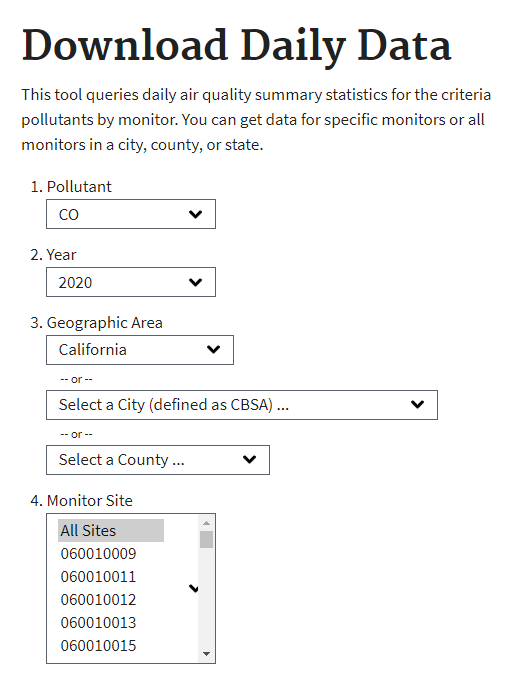 Download Daily Data
This tool queries daily air quality summary statistics for the criteria
pollutants by monitor. You can get data for specific monitors or all
monitors in a city, county, or state.
1. Pollutant
CO
2. Year
2020
3. Geographic Area
California
-- or --
Select a City (defined as CBSA) ...
-- or --
Select a County ...
4. Monitor Site
All Sites
060010009
060010011
060010012
060010013
060010015